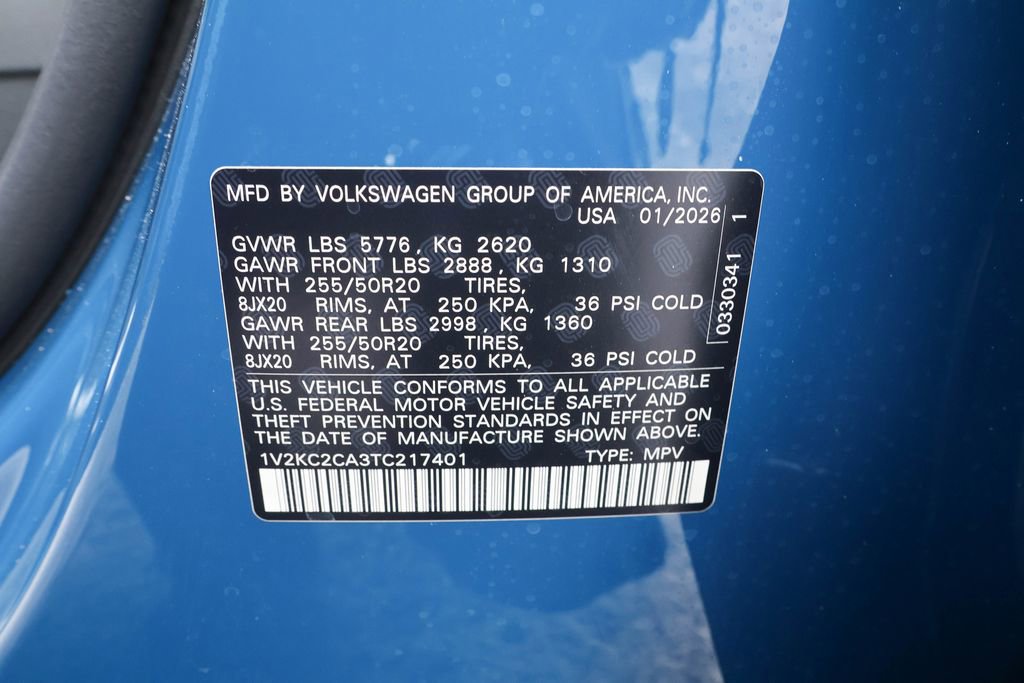 MFD BY VOLKSWAGEN GROUP OF AMERICA, INC.
USA 01/2026
GVWR LBS 5776, KG 2620
GAWR FRONT LBS 2888, KG 1310
WITH 255/50R20 TIRES,
8JX20 RIMS, AT 250 KPA, 36 PSI COLD
GAWR REAR LBS 2998, KG 1360
WITH 255/50R20 TIRES,
8JX20 RIMS, AT 250 KPA, 36 PSI COLD
0330341 1
THIS VEHICLE CONFORMS TO ALL APPLICABLE
U.S. FEDERAL MOTOR VEHICLE SAFETY AND
THEFT PREVENTION STANDARDS IN EFFECT ON
THE DATE OF MANUFACTURE SHOWN ABOVE.
1V2KC2CA3TC217401 TYPE: MPV